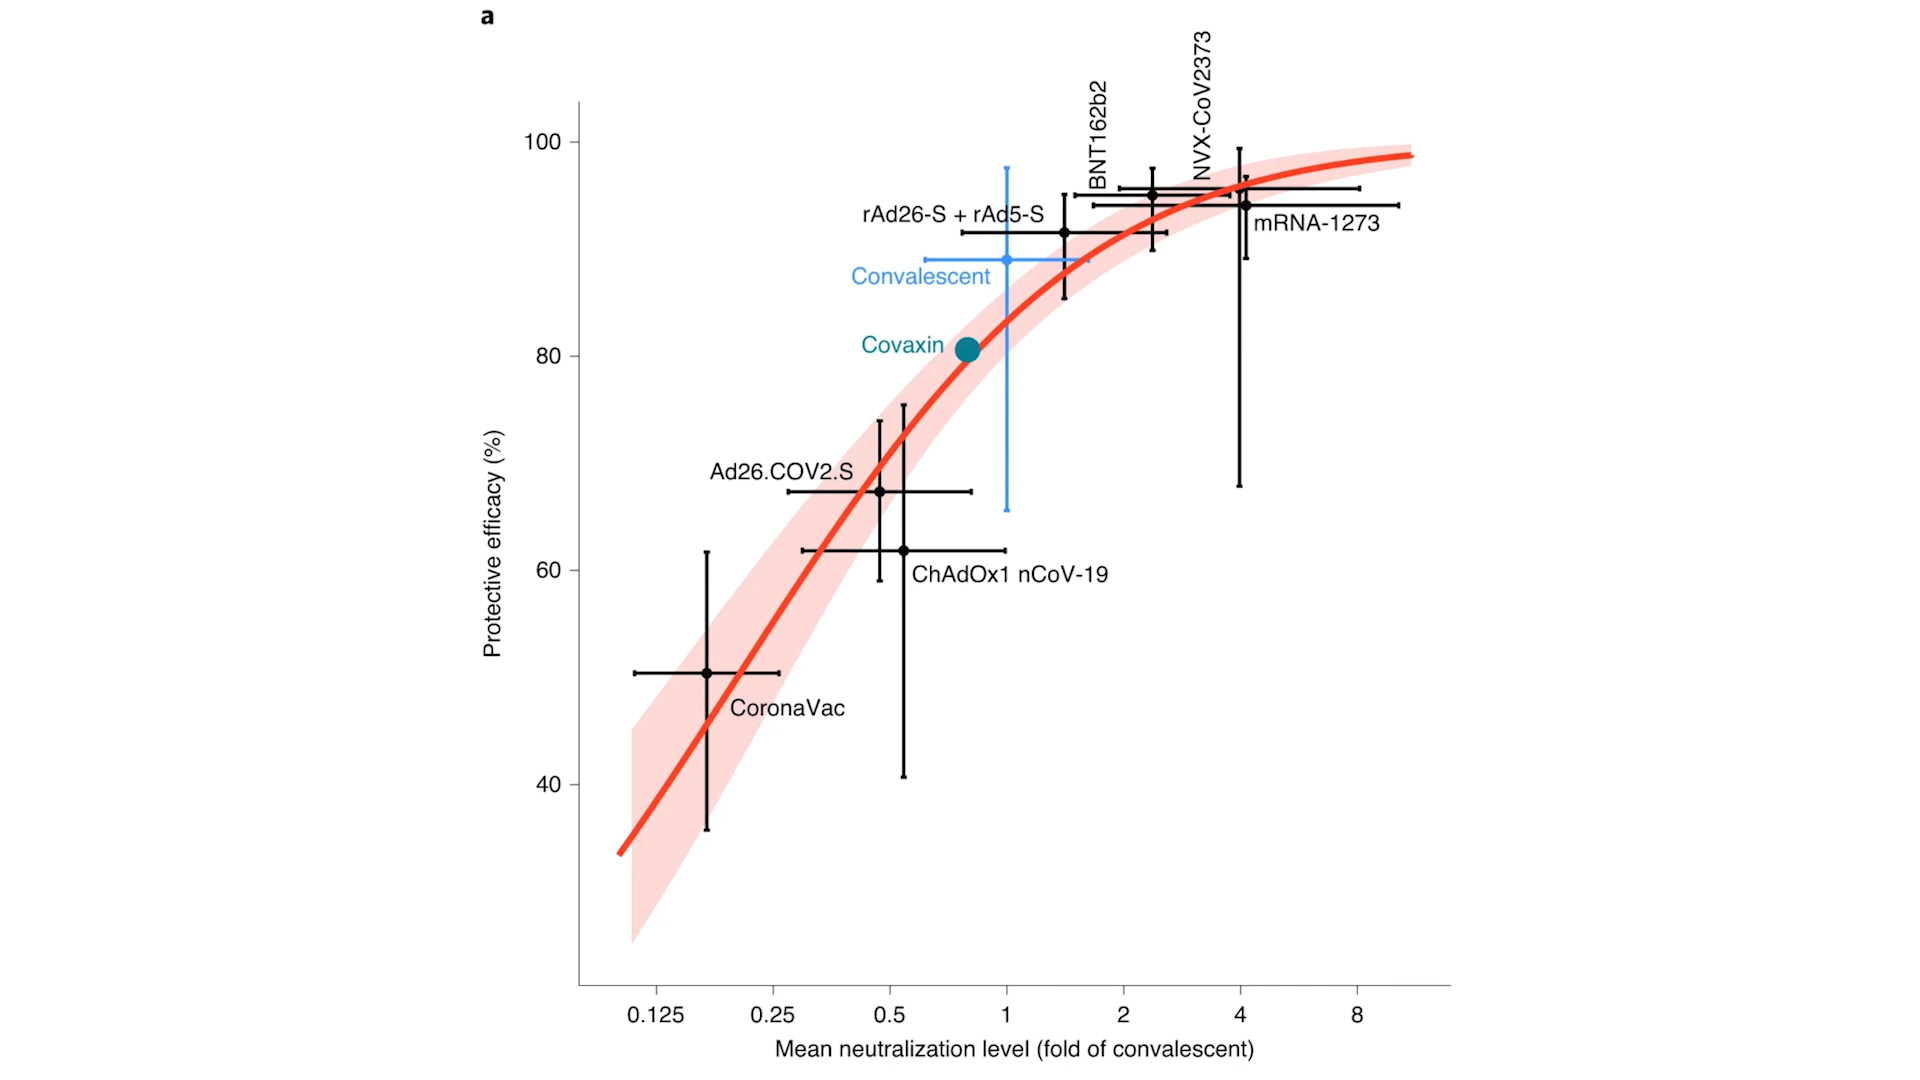 a
NVX-CoV2373
BNT162b2
100
rAd26-S + rAd5-S
mRNA-1273
Convalescent
Covaxin
80
Ad26.COV2.S
ChAdOx1 nCoV-19
60
CoronaVac
40
Protective efficacy (%)
0.125 0.25 0.5 1 2 4 8
Mean neutralization level (fold of convalescent)